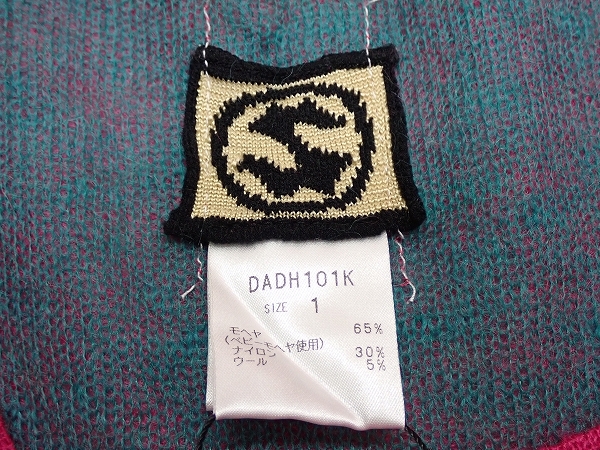 S
DADH101K
SIZE 1
モヘヤ 65%
(ベビーモヘヤ使用)
ナイロン 30%
ウール 5%